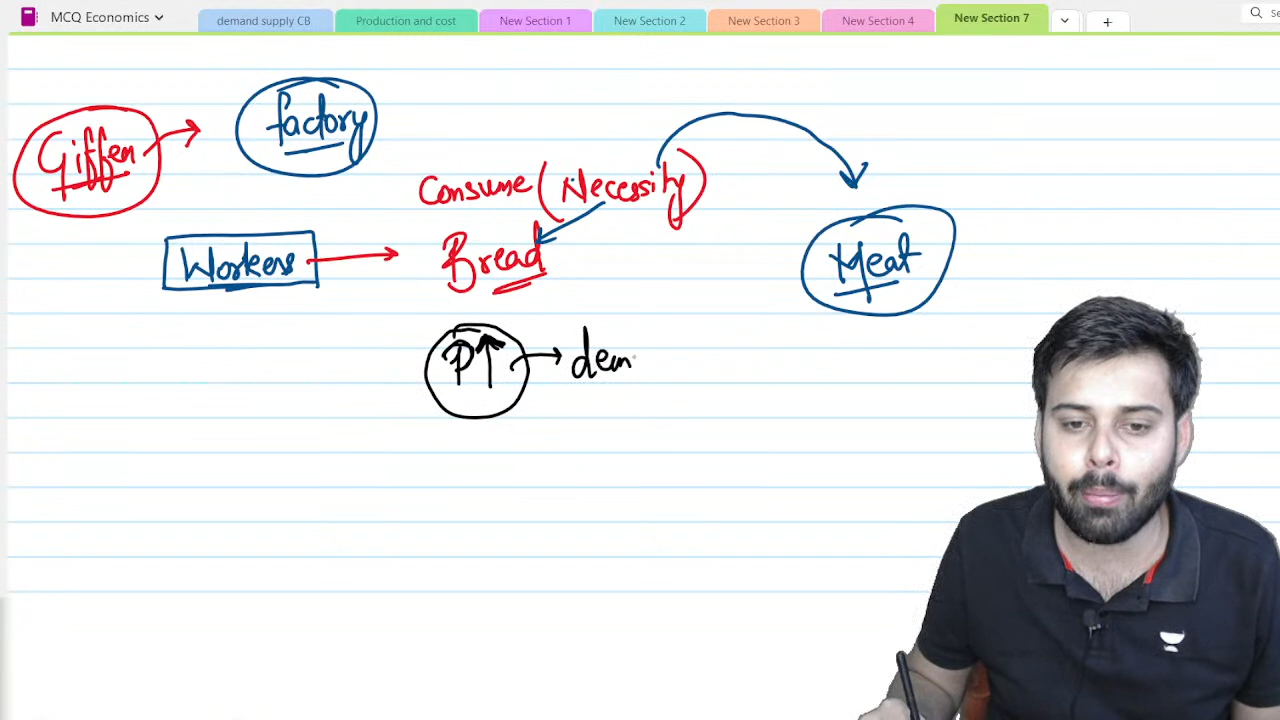 MCQ Economics
demand supply CB
Production and cost
New Section 1
New Section 2
New Section 3
New Section 4
New Section 7
Se
Giffen
factory
Consume (Necessity)
Workers
Bread
Meat
P↑ → dem